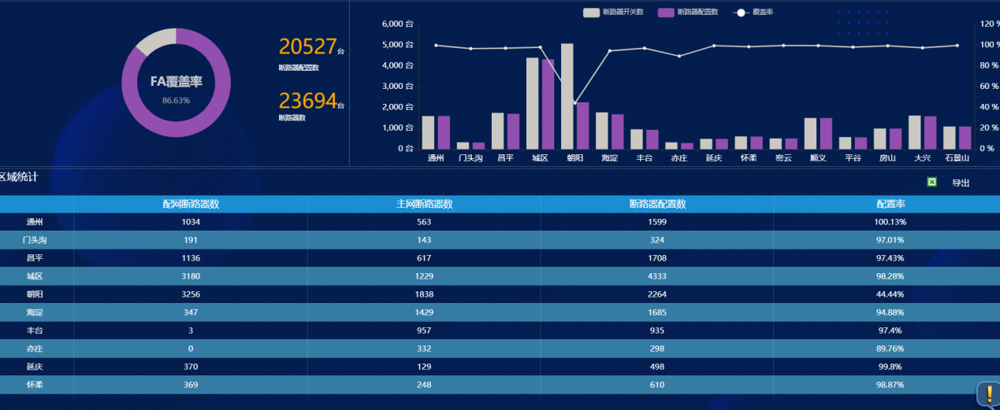 FA覆盖率
86.63%
20527台
断路器配置数
23694台
断路器数
断路器开关数 断路器配置数 覆盖率
6,000 台
5,000 台
4,000 台
3,000 台
2,000 台
1,000 台
0 台
120 %
100 %
80 %
60 %
40 %
20 %
0 %
通州 门头沟 昌平 城区 朝阳 海淀 丰台 亦庄 延庆 怀柔 密云 顺义 平谷 房山 大兴 石景山
区域统计
导出
配网断路器数 主网断路器数 断路器配置数 配置率
通州 1034 563 1599 100.13%
门头沟 191 143 324 97.01%
昌平 1136 617 1708 97.43%
城区 3180 1229 4333 98.28%
朝阳 3256 1838 2264 44.44%
海淀 347 1429 1685 94.88%
丰台 3 957 935 97.4%
亦庄 0 332 298 89.76%
延庆 370 129 498 99.8%
怀柔 369 248 610 98.87%